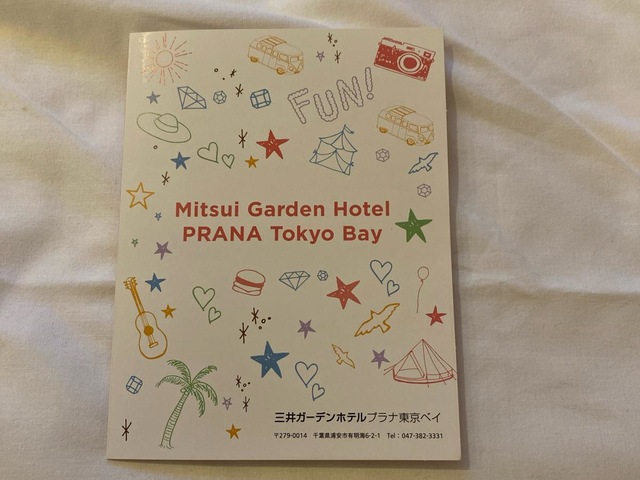 FUN!
Mitsui Garden Hotel
PRANA Tokyo Bay
三井ガーデンホテルプラナ東京ベイ
〒279-0014 千葉県浦安市有明海6-2-1 Tel：047-382-3331